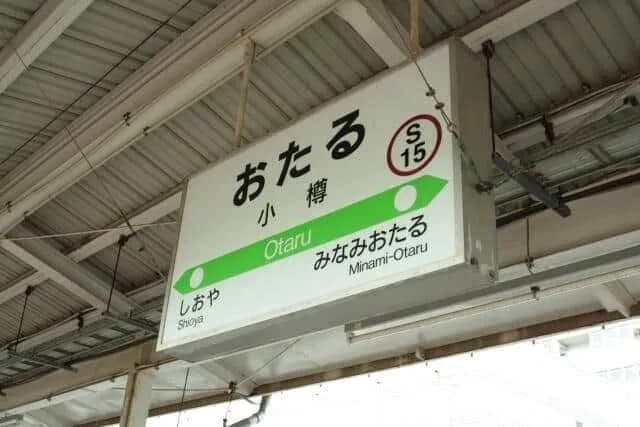 おたる
S
15
小樽
Otaru
しおや
Shioya
みなみおたる
Minami-Otaru